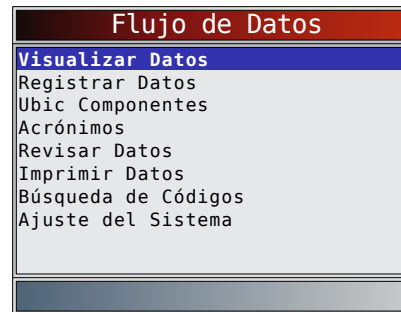 Flujo de Datos
Visualizar Datos
Registrar Datos
Ubic Componentes
Acrónimos
Revisar Datos
Imprimir Datos
Búsqueda de Códigos
Ajuste del Sistema